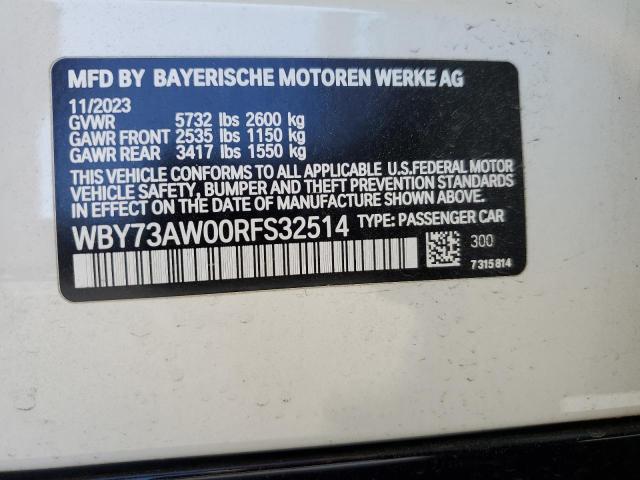 MFD BY BAYERISCHE MOTOREN WERKE AG
11/2023
GVWR 5732 lbs 2600 kg
GAWR FRONT 2535 lbs 1150 kg
GAWR REAR 3417 lbs 1550 kg
THIS VEHICLE CONFORMS TO ALL APPLICABLE U.S.FEDERAL MOTOR
VEHICLE SAFETY, BUMPER AND THEFT PREVENTION STANDARDS
IN EFFECT ON THE DATE OF MANUFACTURE SHOWN ABOVE.
WBY73AW00RFS32514 TYPE: PASSENGER CAR
300
7315814